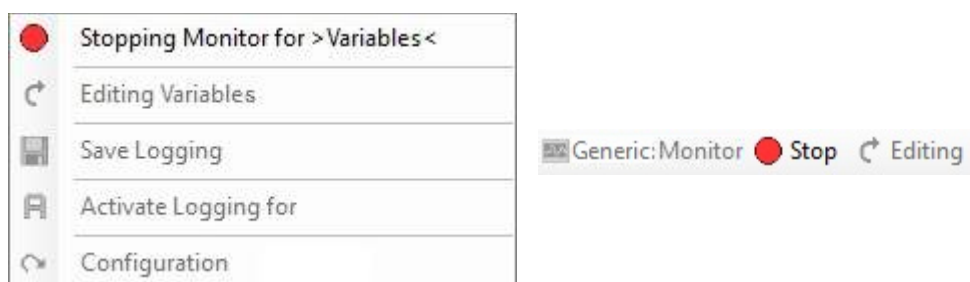 Stopping Monitor for >Variables<
Editing Variables
Save Logging
Activate Logging for
Configuration
Generic:Monitor Stop Editing